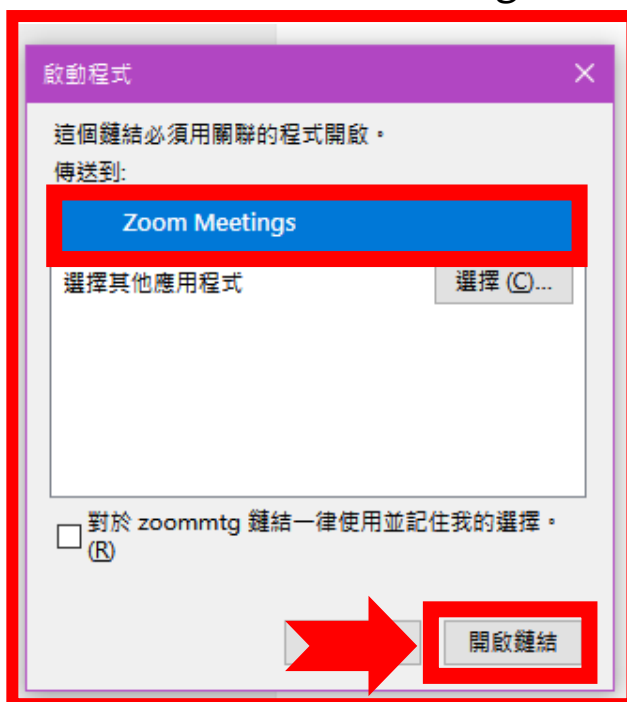 啟動程式
這個鏈結必須用關聯的程式開啟。
傳送到:
Zoom Meetings
選擇其他應用程式
選擇 (C)...
對於 zoommtg 鏈結一律使用並記住我的選擇。
(R)
開啟鏈結